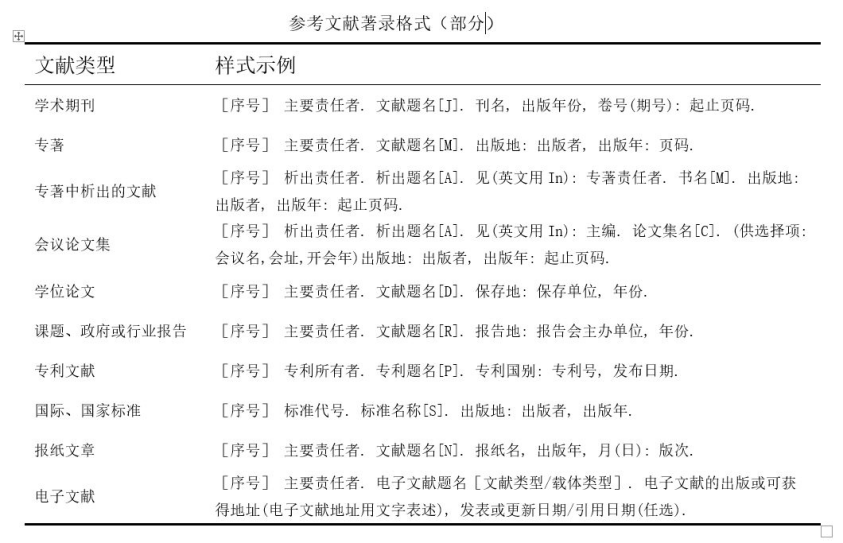 参考文献著录格式（部分）
文献类型 样式示例
学术期刊 ［序号］ 主要责任者. 文献题名[J]. 刊名, 出版年份, 卷号(期号): 起止页码.
专著 ［序号］ 主要责任者. 文献题名[M]. 出版地: 出版者, 出版年: 页码.
专著中析出的文献 ［序号］ 析出责任者. 析出题名[A]. 见(英文用 In): 专著责任者. 书名[M]. 出版地:
出版者, 出版年: 起止页码.
会议论文集 ［序号］ 析出责任者. 析出题名[A]. 见(英文用 In): 主编. 论文集名[C]. (供选择项:
会议名,会址,开会年)出版地: 出版者, 出版年: 起止页码.
学位论文 ［序号］ 主要责任者. 文献题名[D]. 保存地: 保存单位, 年份.
课题、政府或行业报告 ［序号］ 主要责任者. 文献题名[R]. 报告地: 报告会主办单位, 年份.
专利文献 ［序号］ 专利所有者. 专利题名[P]. 专利国别: 专利号, 发布日期.
国际、国家标准 ［序号］ 标准代号. 标准名称[S]. 出版地: 出版者, 出版年.
报纸文章 ［序号］ 主要责任者. 文献题名[N]. 报纸名, 出版年, 月(日): 版次.
电子文献 ［序号］ 主要责任者. 电子文献题名［文献类型/载体类型］. 电子文献的出版或可获
得地址(电子文献地址用文字表述), 发表或更新日期/引用日期(任选).